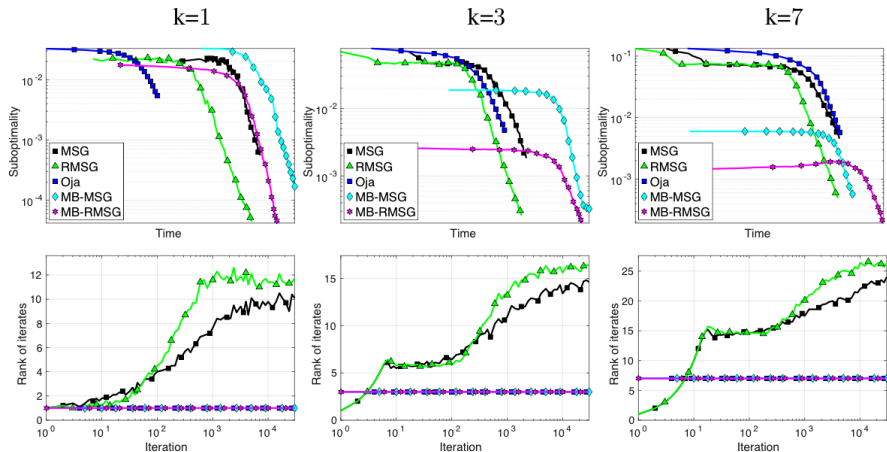 k=1
k=3
k=7
Suboptimality
10^-2
10^-3
10^-4
MSG
RMSG
Oja
MB-MSG
MB-RMSG
Time
Suboptimality
10^-2
10^-3
MSG
RMSG
Oja
MB-MSG
MB-RMSG
Time
Suboptimality
10^-1
10^-2
10^-3
MSG
RMSG
Oja
MB-MSG
MB-RMSG
Time
Rank of iterates
12
10
8
6
4
2
0
10^0
10^1
10^2
10^3
10^4
Iteration
Rank of iterates
15
10
5
0
10^0
10^1
10^2
10^3
10^4
Iteration
Rank of iterates
25
20
15
10
5
0
10^0
10^1
10^2
10^3
10^4
Iteration